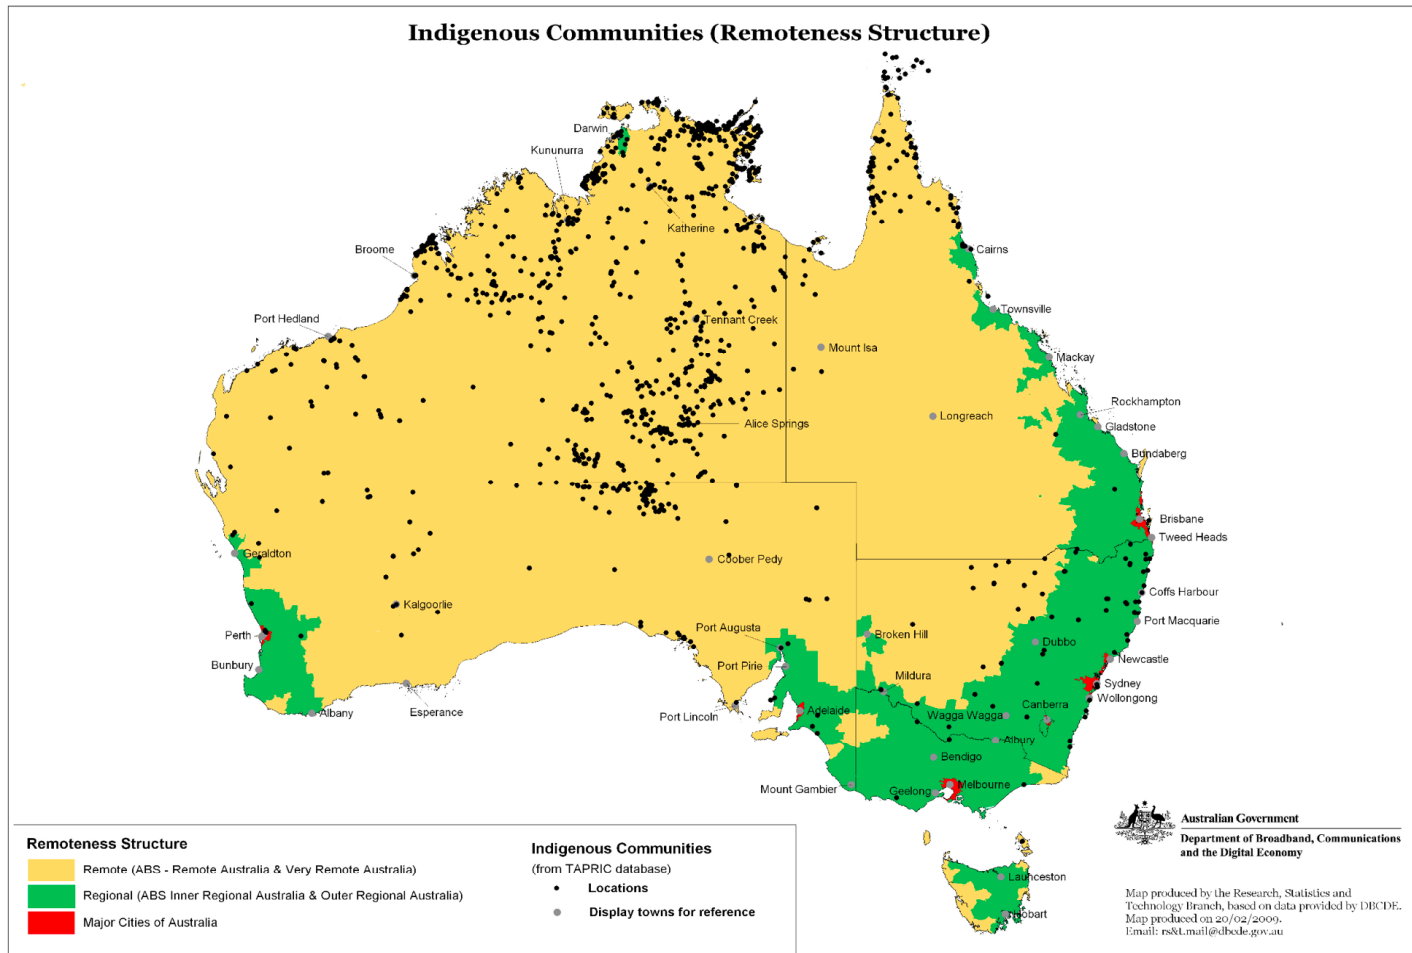 Indigenous Communities (Remoteness Structure)
Darwin
Kununurra
Katherine
Broome
Cairns
Townsville
Port Hedland
Tennant Creek
Mount Isa
Mackay
Rockhampton
Longreach
Alice Springs
Gladstone
Bundaberg
Brisbane
Tweed Heads
Geraldton
Coober Pedy
Coffs Harbour
Kalgoorlie
Port Macquarie
Port Augusta
Perth
Broken Hill
Dubbo
Newcastle
Bunbury
Port Pirie
Mildura
Sydney
Wollongong
Canberra
Albany
Esperance
Port Lincoln
Adelaide
Wagga Wagga
Albury
Bendigo
Mount Gambier
Geelong
Melbourne
Launceston
Hobart
Remoteness Structure
Remote (ABS - Remote Australia & Very Remote Australia)
Regional (ABS Inner Regional Australia & Outer Regional Australia)
Major Cities of Australia
Indigenous Communities
(from TAPRIC database)
Locations
Display towns for reference
Australian Government
Department of Broadband, Communications
and the Digital Economy
Map produced by the Research, Statistics and
Technology Branch, based on data provided by DBCDE.
Map produced on 20/02/2009.
Email: rs&t.mail@dbcde.gov.au